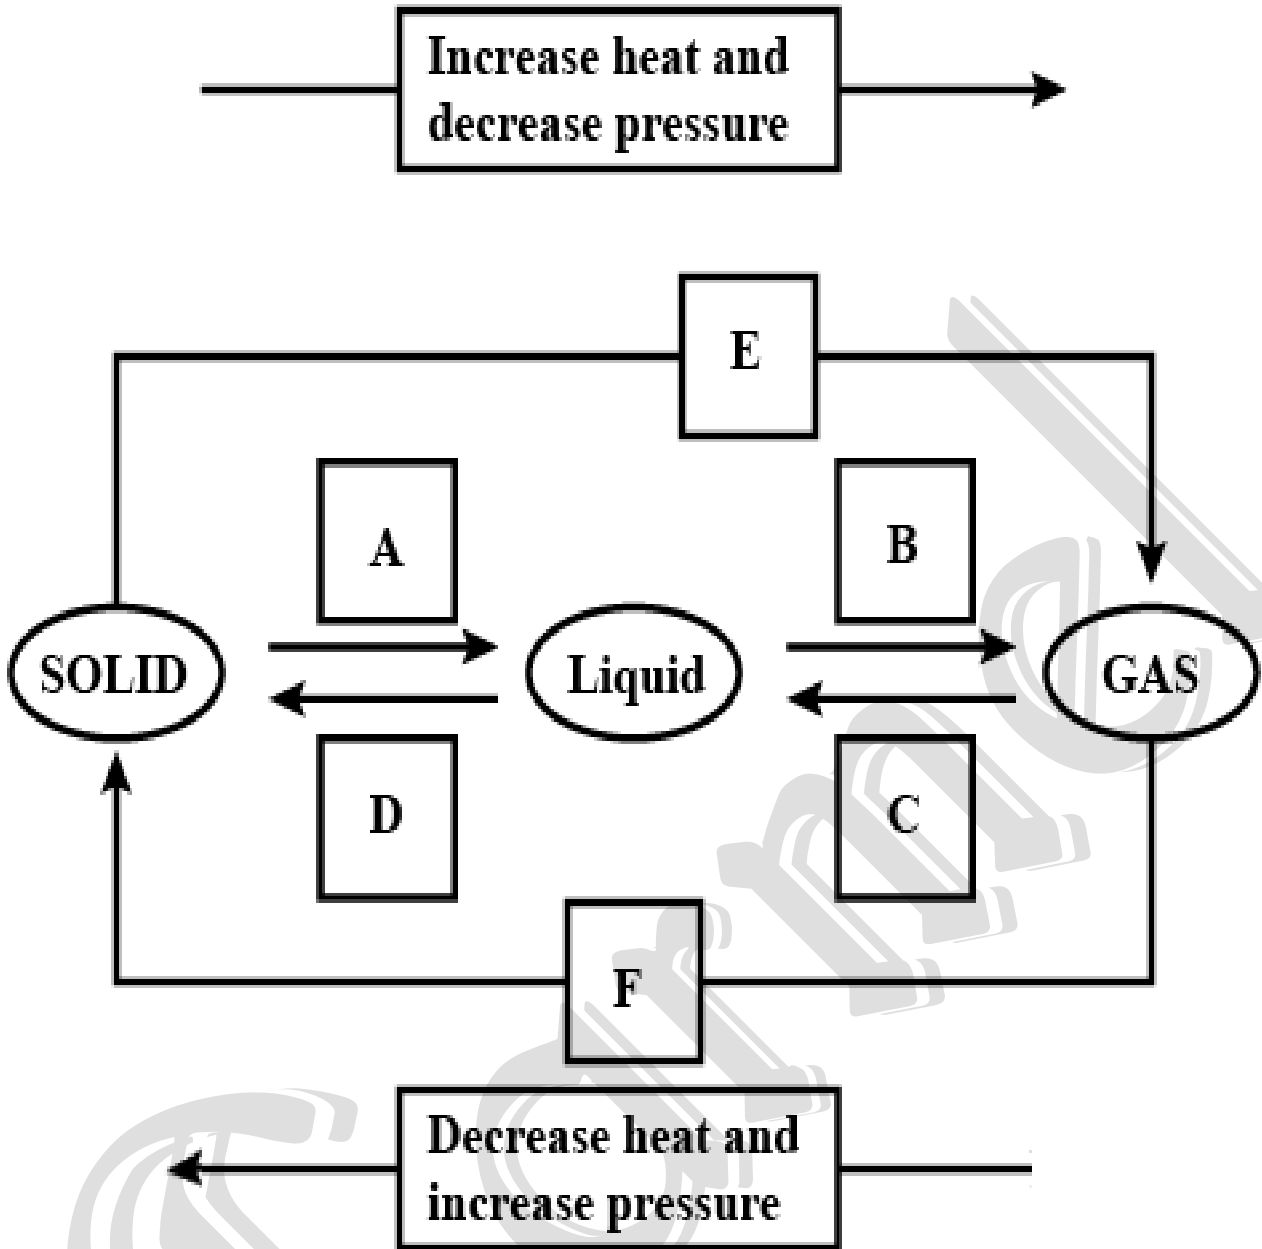 Increase heat and
decrease pressure
E
A
B
SOLID
Liquid
GAS
D
C
F
Decrease heat and
increase pressure